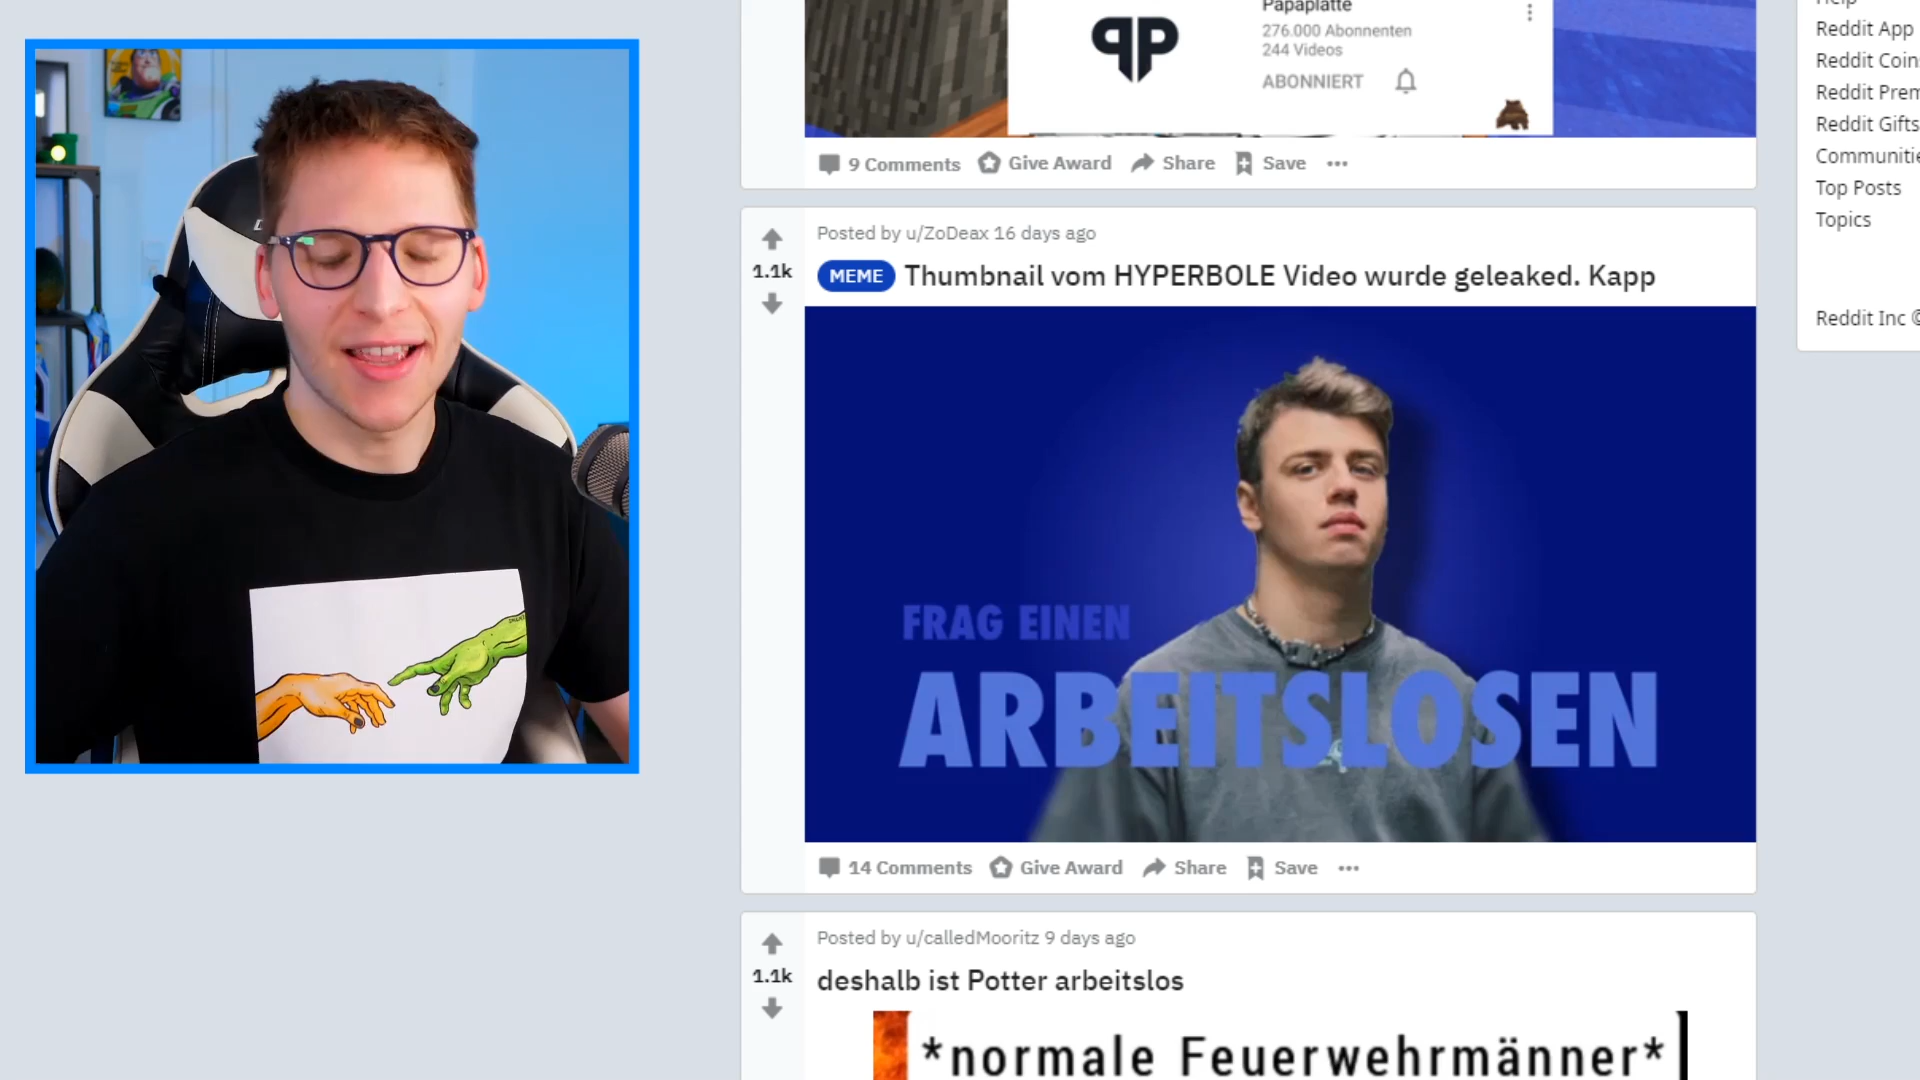 Papaplatte
276.000 Abonnenten
244 Videos
ABONNIERT
9 Comments Give Award Share Save
Posted by u/ZoDeax 16 days ago
1.1k
MEME Thumbnail vom HYPERBOLE Video wurde geleaked. Kapp
FRAG EINEN
ARBEITSLOSEN
14 Comments Give Award Share Save
Posted by u/calledMooritz 9 days ago
1.1k
deshalb ist Potter arbeitslos
*normale Feuerwehrmänner*
Help
Reddit App
Reddit Coins
Reddit Prem
Reddit Gifts
Communitie
Top Posts
Topics
Reddit Inc ©